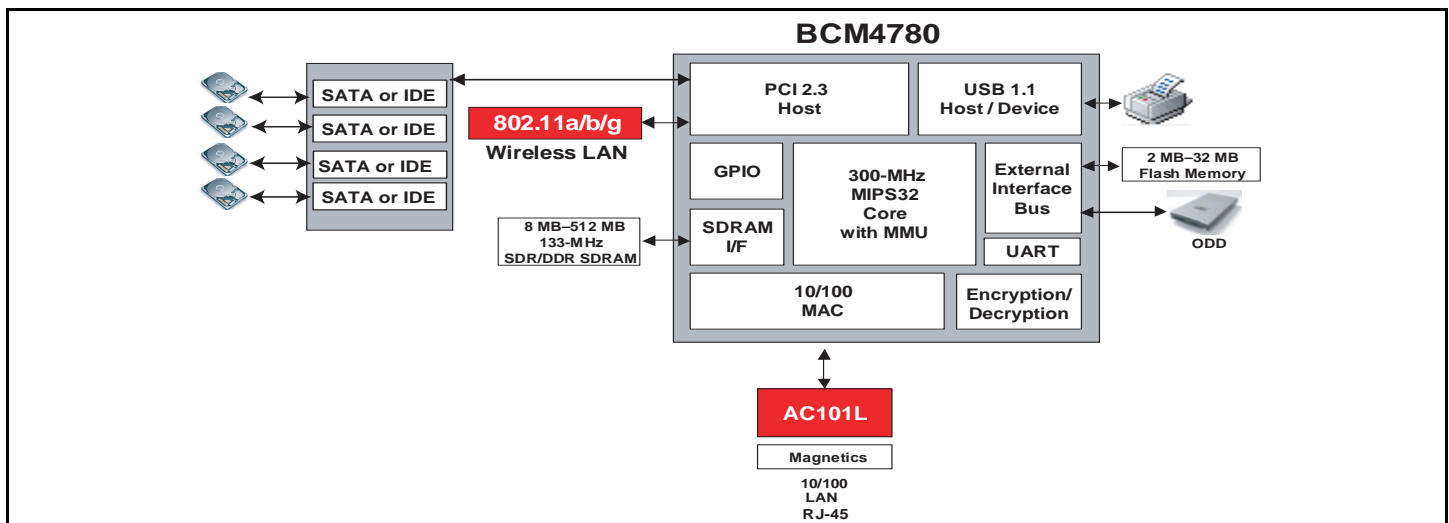 BCM4780
SATA or IDE
SATA or IDE
SATA or IDE
SATA or IDE
802.11a/b/g
Wireless LAN
8 MB–512 MB
133-MHz
SDR/DDR SDRAM
PCI 2.3
Host
USB 1.1
Host / Device
GPIO
SDRAM
I/F
300-MHz
MIPS32
Core
with MMU
External
Interface
Bus
UART
10/100
MAC
Encryption/
Decryption
2 MB–32 MB
Flash Memory
ODD
AC101L
Magnetics
10/100
LAN
RJ-45